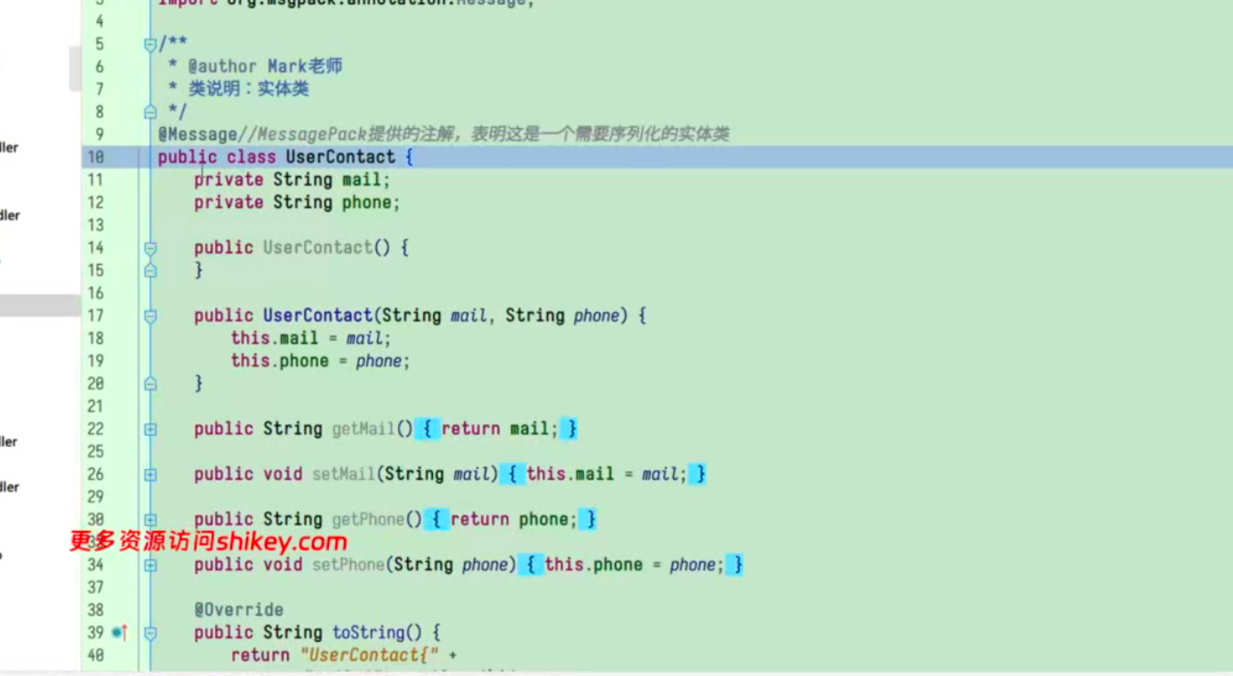 import org.msgpack.annotation.Message;
4
5 /**
6 * @author Mark老师
7 * 类说明：实体类
8 */
9 @Message//MessagePack提供的注解，表明这是一个需要序列化的实体类
10 public class UserContact {
11 private String mail;
12 private String phone;
13
14 public UserContact() {
15 }
16
17 public UserContact(String mail, String phone) {
18 this.mail = mail;
19 this.phone = phone;
20 }
21
22 public String getMail() { return mail; }
25
26 public void setMail(String mail) { this.mail = mail; }
29
30 public String getPhone() { return phone; }
更多资源访问shikey.com
34 public void setPhone(String phone) { this.phone = phone; }
37
38 @Override
39 public String toString() {
40 return "UserContact{" +
ller
dler
ller
dler